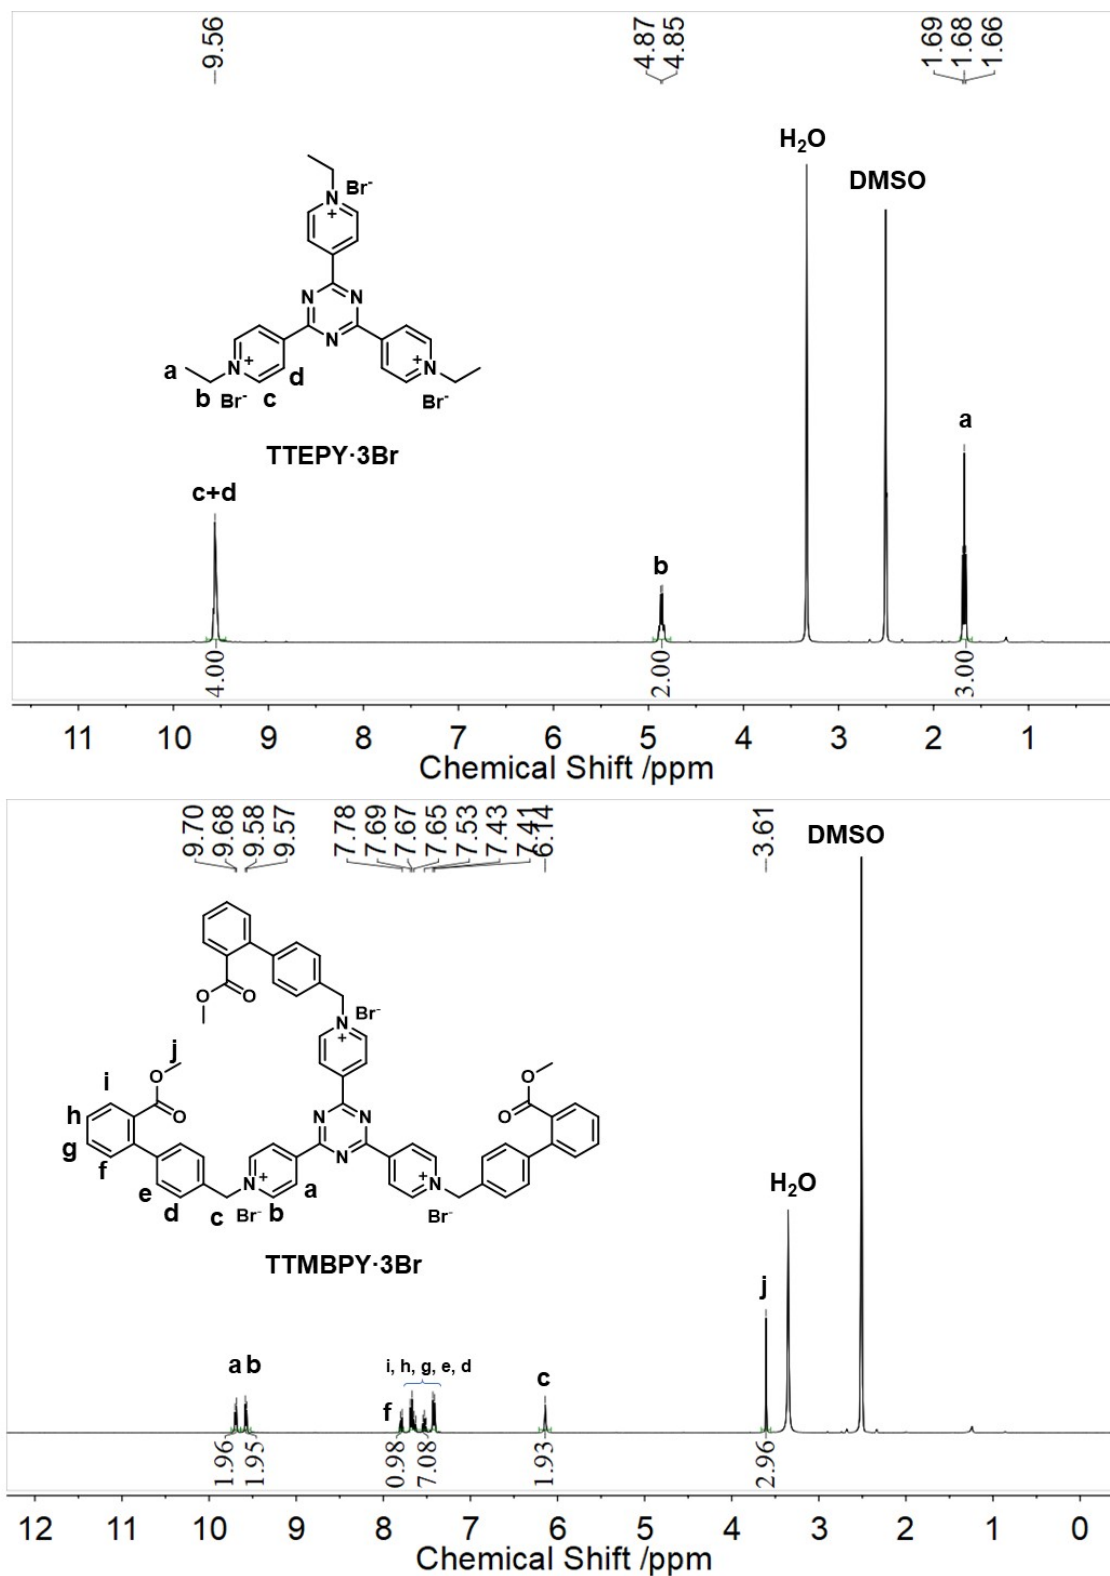 9.56
4.87
4.85
1.69
1.68
1.66
H₂O
DMSO
Br⁻
N
+
N
N
N
a
N
+
d
N
+
b
Br⁻
c
Br⁻
TTEPY·3Br
a
c+d
b
4.00
2.00
3.00
11 10 9 8 7 6 5 4 3 2 1
Chemical Shift /ppm
9.70
9.68
9.58
9.57
7.78
7.69
7.67
7.65
7.53
7.43
7.41
6.14
3.61
DMSO
O
O
Br⁻
N
+
j
O
O
i
h
g
f
O
O
N
N
N
e
d
c
N
+
Br⁻
b
a
N
+
Br⁻
TTMBPY·3Br
H₂O
j
a b
i, h, g, e, d
f
c
1.96
1.95
0.98
7.08
1.93
2.96
12 11 10 9 8 7 6 5 4 3 2 1 0
Chemical Shift /ppm